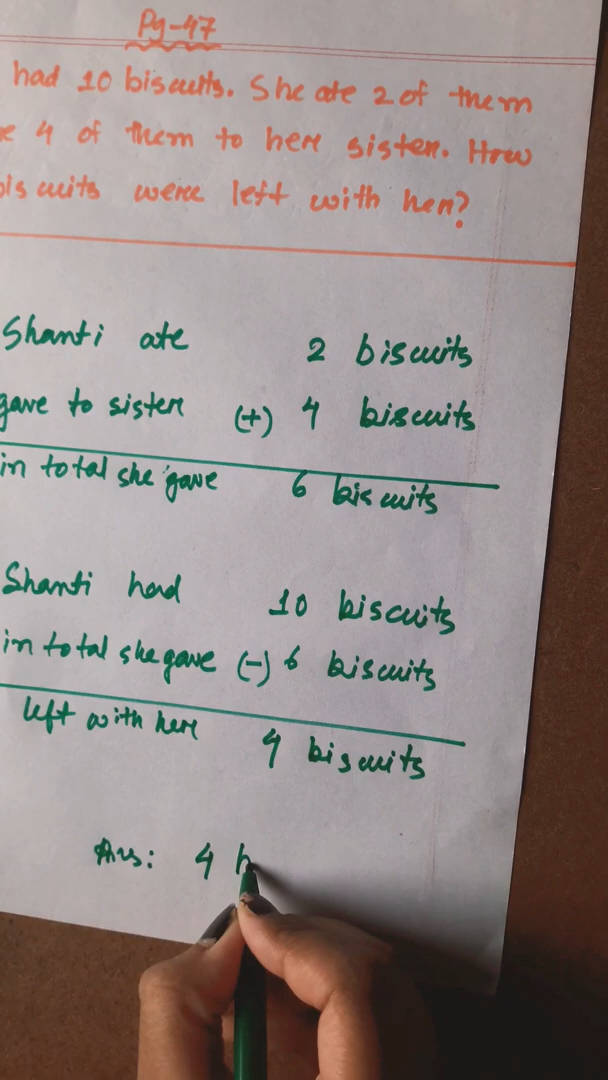 Pg-47
had 10 biscuits. She ate 2 of them
e 4 of them to her sister. How
biscuits were left with her?
Shanti ate 2 biscuits
gave to sister (+) 4 biscuits
in total she gave 6 biscuits
Shanti had 10 biscuits
in total she gave (-) 6 biscuits
left with her 4 biscuits
Ans: 4 b